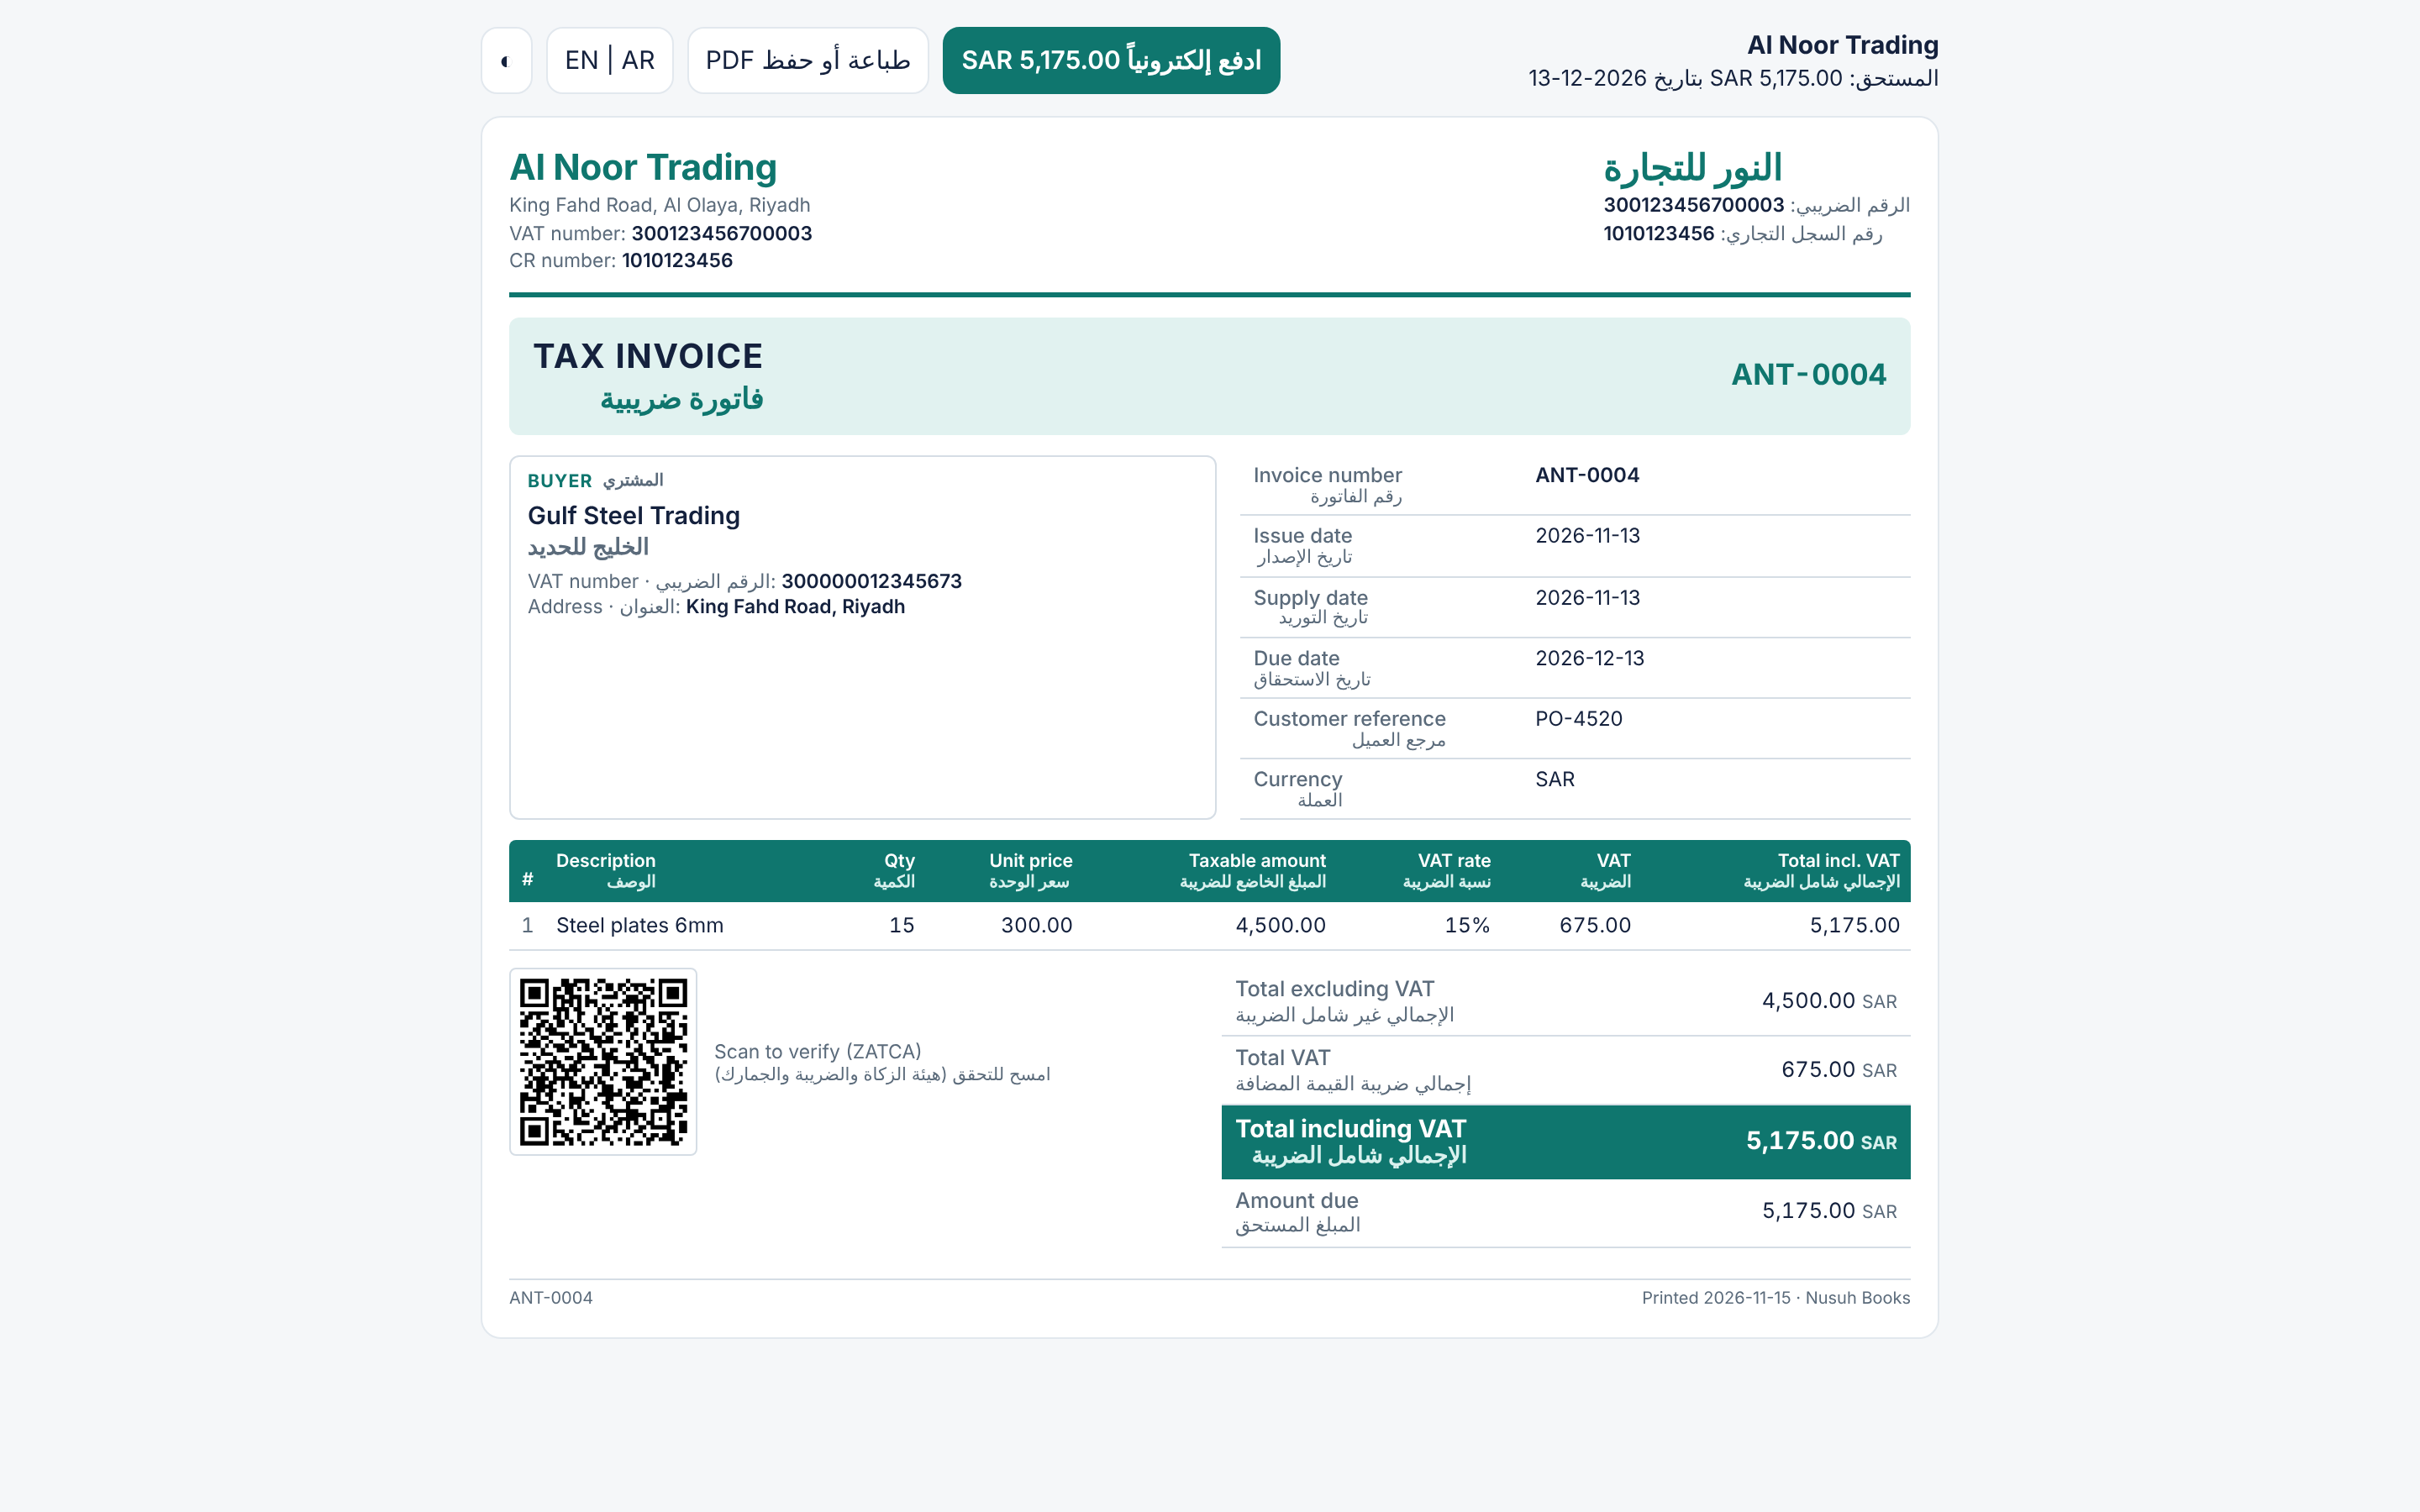 Al Noor Trading
المستحق: SAR 5,175.00 بتاريخ 2026-12-13
ادفع إلكترونياً SAR 5,175.00
طباعة أو حفظ PDF
EN | AR
Al Noor Trading
King Fahd Road, Al Olaya, Riyadh
VAT number: 300123456700003
CR number: 1010123456
النور للتجارة
الرقم الضريبي: 300123456700003
رقم السجل التجاري: 1010123456
TAX INVOICE
فاتورة ضريبية
ANT-0004
BUYER المشتري
Gulf Steel Trading
الخليج للحديد
VAT number · الرقم الضريبي: 300000012345673
Address · العنوان: King Fahd Road, Riyadh
Invoice number ANT-0004
رقم الفاتورة
Issue date 2026-11-13
تاريخ الإصدار
Supply date 2026-11-13
تاريخ التوريد
Due date 2026-12-13
تاريخ الاستحقاق
Customer reference PO-4520
مرجع العميل
Currency SAR
العملة
# Description Qty Unit price Taxable amount VAT rate VAT Total incl. VAT
الوصف الكمية سعر الوحدة المبلغ الخاضع للضريبة نسبة الضريبة الضريبة الإجمالي شامل الضريبة
1 Steel plates 6mm 15 300.00 4,500.00 15% 675.00 5,175.00
Scan to verify (ZATCA)
امسح للتحقق (هيئة الزكاة والضريبة والجمارك)
Total excluding VAT 4,500.00 SAR
الإجمالي غير شامل الضريبة
Total VAT 675.00 SAR
إجمالي ضريبة القيمة المضافة
Total including VAT 5,175.00 SAR
الإجمالي شامل الضريبة
Amount due 5,175.00 SAR
المبلغ المستحق
ANT-0004
Printed 2026-11-15 · Nusuh Books